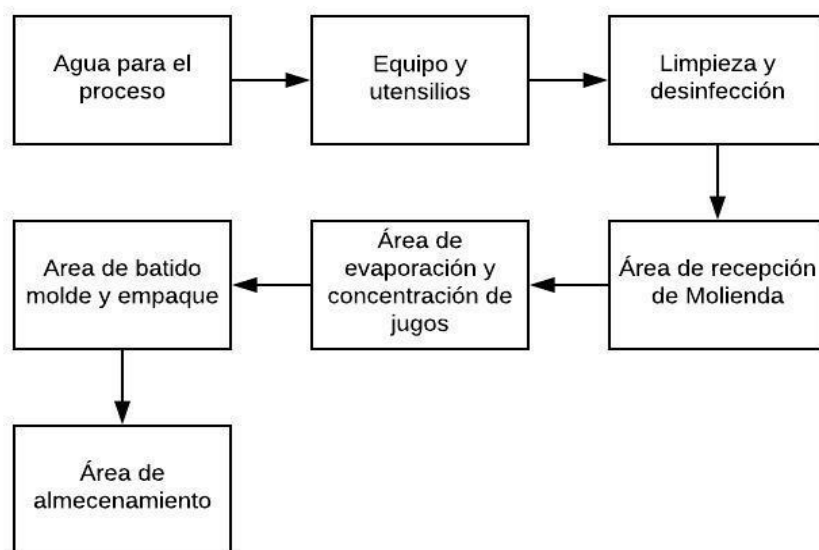 Agua para el
proceso
Equipo y
utensilios
Limpieza y
desinfección
Área de recepción
de Molienda
Área de
evaporación y
concentración de
jugos
Area de batido
molde y empaque
Área de
almecenamiento